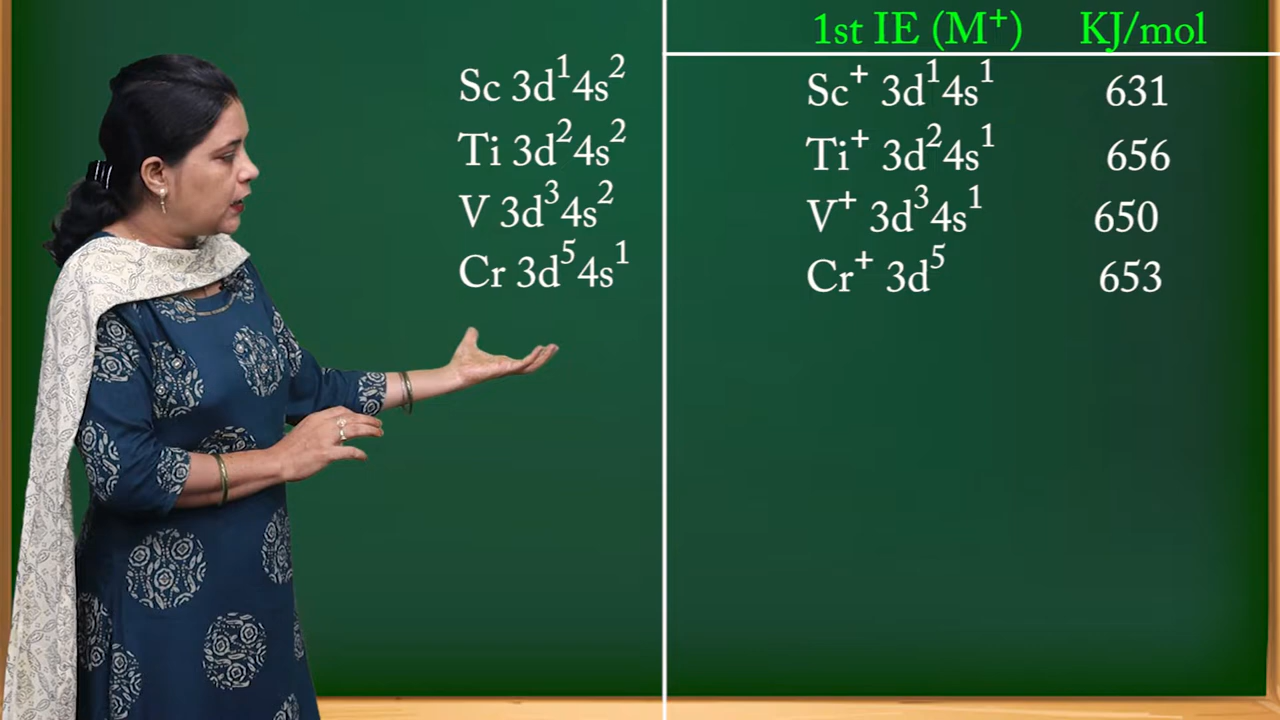 1st IE (M⁺) KJ/mol
Sc 3d¹4s² Sc⁺ 3d¹4s¹ 631
Ti 3d²4s² Ti⁺ 3d²4s¹ 656
V 3d³4s² V⁺ 3d³4s¹ 650
Cr 3d⁵4s¹ Cr⁺ 3d⁵ 653